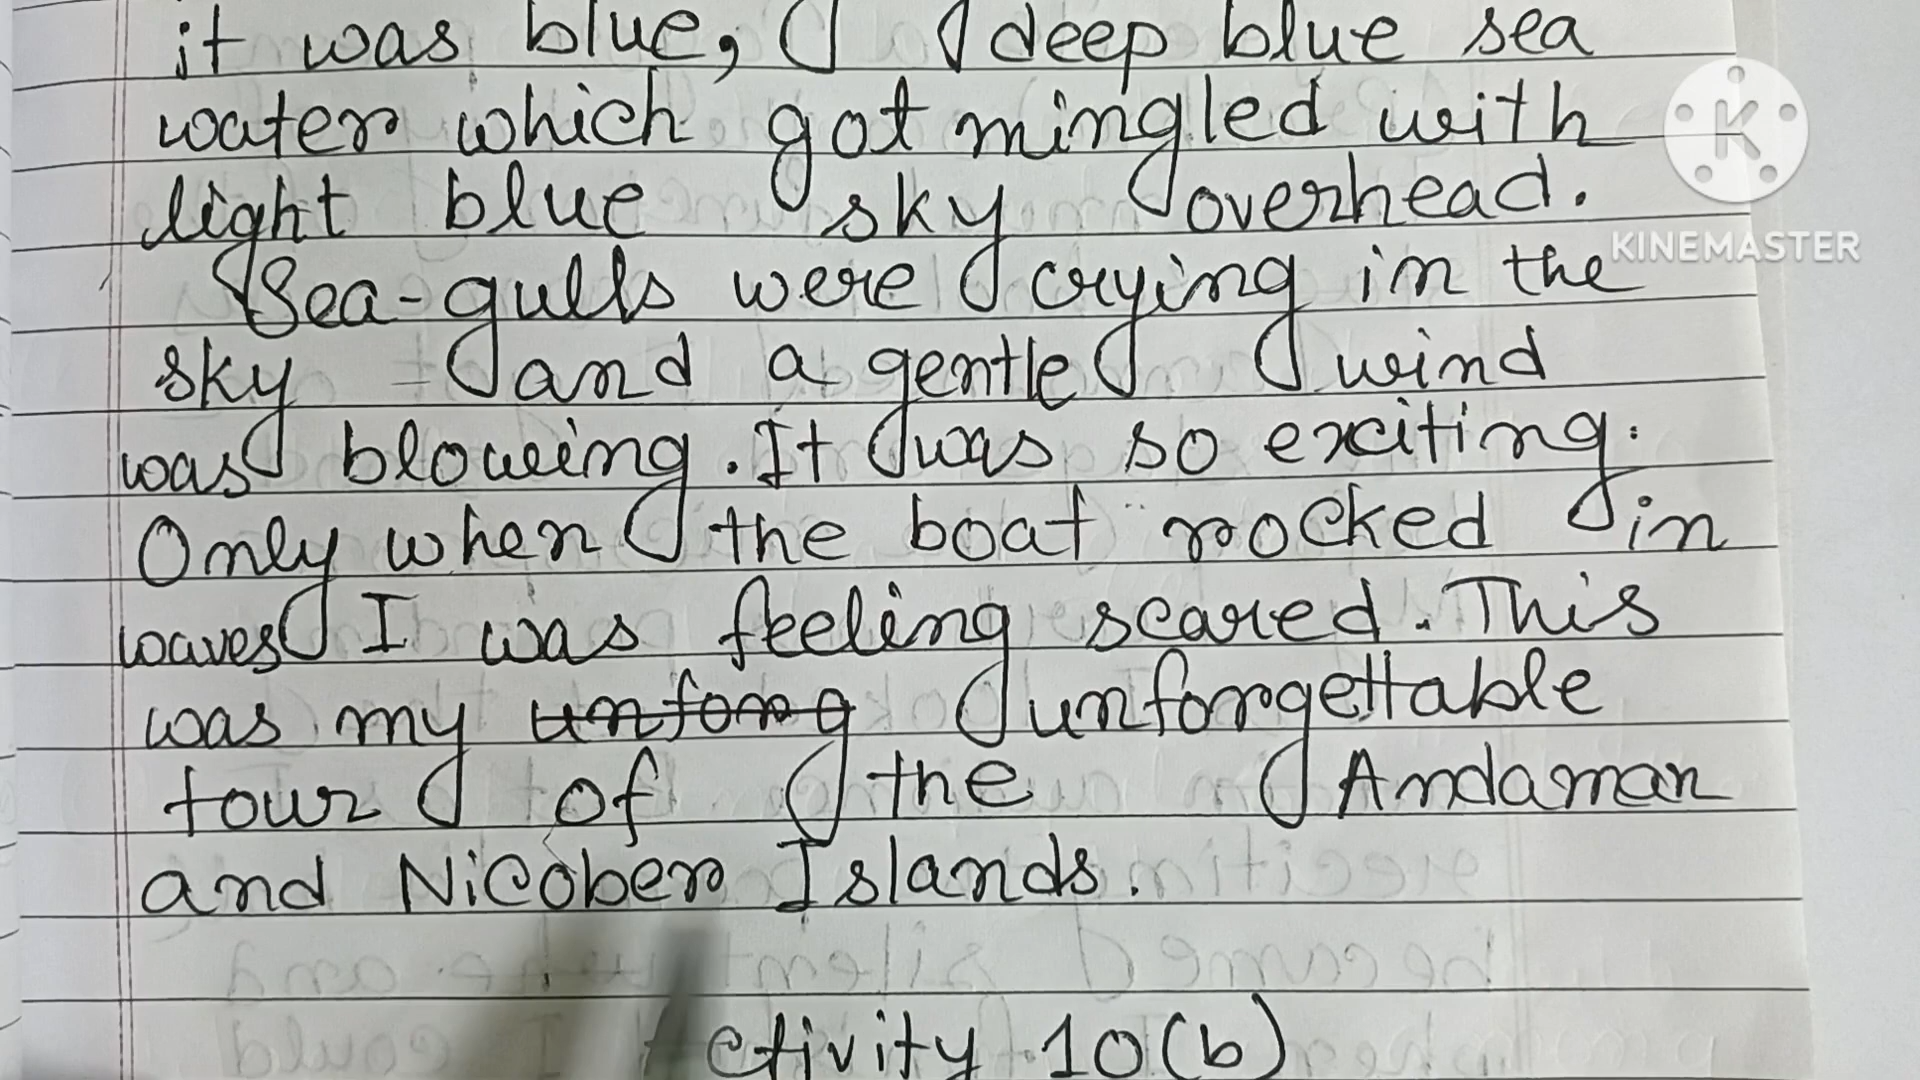 it was blue, deep blue sea
water which got mingled with
light blue sky overhead.
Sea-gulls were crying in the
sky and a gentle wind
was blowing. It was so exciting.
Only when the boat rocked in
waves I was feeling scared. This
was my unforg unforgettable
tour of the Andaman
and Nicober Islands.
ctivity 10(b)
KINEMASTER